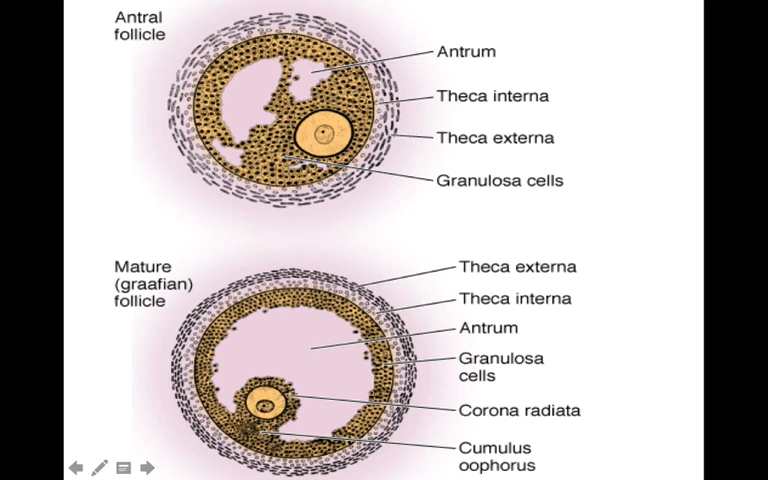 Antral
follicle
Antrum
Theca interna
Theca externa
Granulosa cells
Mature
(graafian)
follicle
Theca externa
Theca interna
Antrum
Granulosa
cells
Corona radiata
Cumulus
oophorus